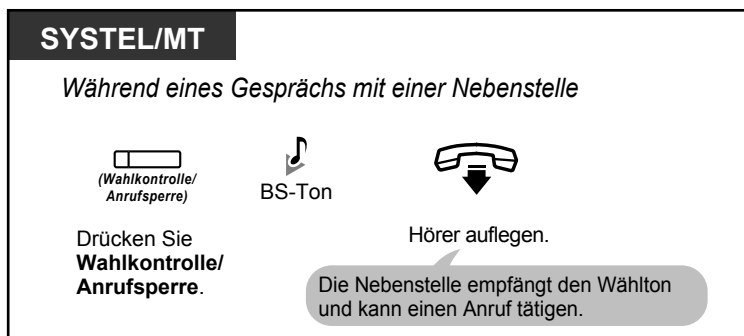 SYSTEL/MT
Während eines Gesprächs mit einer Nebenstelle
(Wahlkontrolle/
Anrufsperre)
BS-Ton
Drücken Sie
Wahlkontrolle/
Anrufsperre.
Hörer auflegen.
Die Nebenstelle empfängt den Wählton
und kann einen Anruf tätigen.